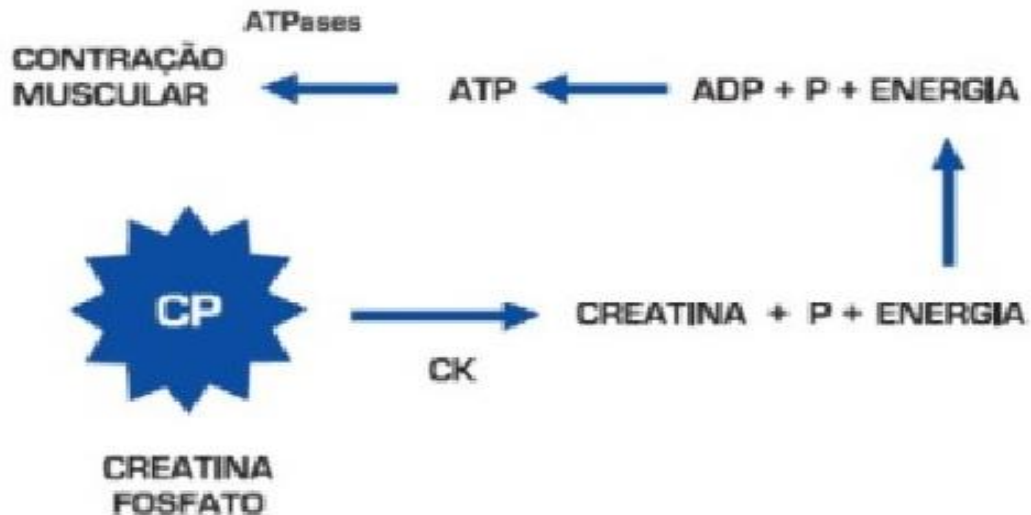 ATPases
CONTRAÇÃO
MUSCULAR
ATP
ADP + P + ENERGIA
CP
CREATINA + P + ENERGIA
CK
CREATINA
FOSFATO